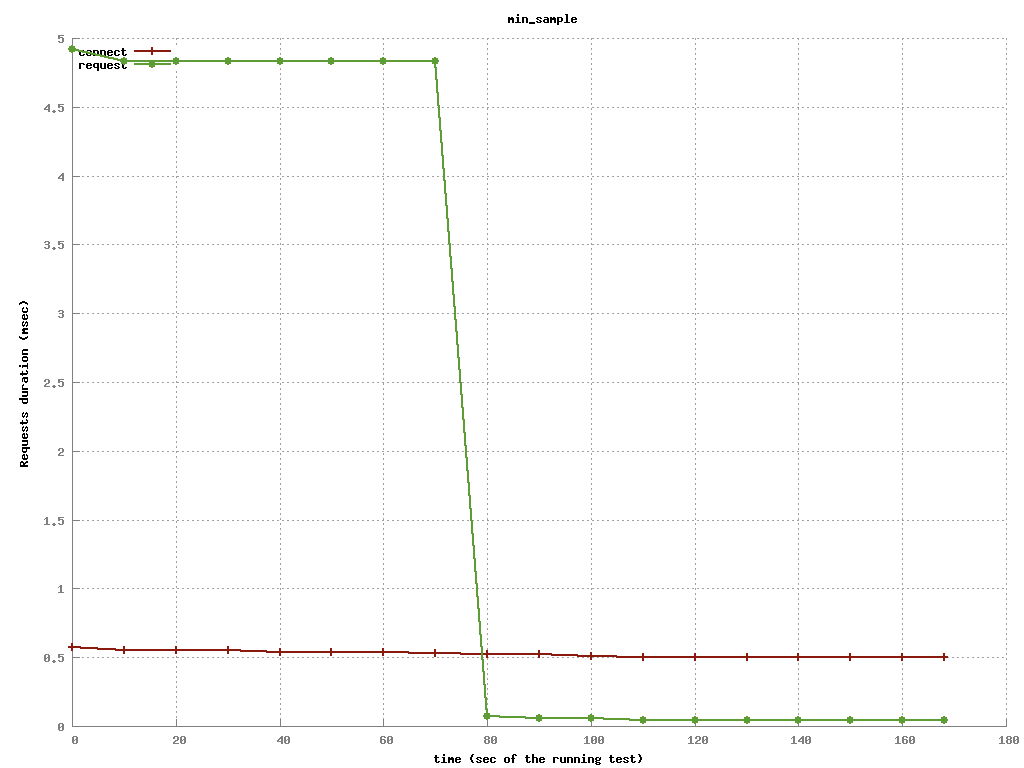 min_sample
5
connect
request
4.5
4
3.5
3
2.5
2
1.5
1
0.5
0
Requests duration (msec)
0 20 40 60 80 100 120 140 160 180
time (sec of the running test)